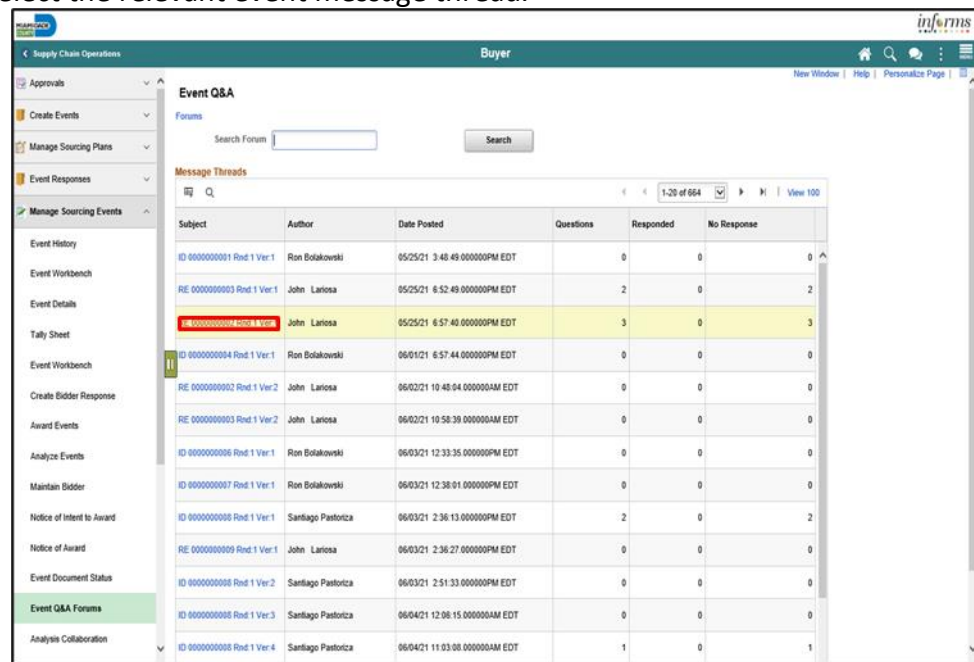 select the relevant event message thread.
MIAMI-DADE
COUNTY
informs
Supply Chain Operations
Buyer
MENU
New Window | Help | Personalize Page |
Approvals
Create Events
Manage Sourcing Plans
Event Responses
Manage Sourcing Events
Event History
Event Workbench
Event Details
Tally Sheet
Event Workbench
Create Bidder Response
Award Events
Analyze Events
Maintain Bidder
Notice of Intent to Award
Notice of Award
Event Document Status
Event Q&A Forums
Analysis Collaboration
Event Q&A
Forums
Search Forum
Search
Message Threads
1-20 of 664 | View 100
Subject Author Date Posted Questions Responded No Response
ID 0000000001 Rnd:1 Ver:1 Ron Bolakowski 05/25/21 3:48:49.000000PM EDT 0 0 0
RE 0000000003 Rnd:1 Ver:1 John Lariosa 05/25/21 6:52:49.000000PM EDT 2 0 2
RE 0000000002 Rnd:1 Ver:1 John Lariosa 05/25/21 6:57:40.000000PM EDT 3 0 3
ID 0000000004 Rnd:1 Ver:1 Ron Bolakowski 06/01/21 6:57:44.000000PM EDT 0 0 0
RE 0000000002 Rnd:1 Ver:2 John Lariosa 06/02/21 10:48:04.000000AM EDT 0 0 0
RE 0000000003 Rnd:1 Ver:2 John Lariosa 06/02/21 10:58:39.000000AM EDT 0 0 0
ID 0000000006 Rnd:1 Ver:1 Ron Bolakowski 06/03/21 12:33:35.000000PM EDT 0 0 0
ID 0000000007 Rnd:1 Ver:1 Ron Bolakowski 06/03/21 12:38:01.000000PM EDT 0 0 0
ID 0000000008 Rnd:1 Ver:1 Santiago Pastoriza 06/03/21 2:36:13.000000PM EDT 2 0 2
RE 0000000009 Rnd:1 Ver:1 John Lariosa 06/03/21 2:36:27.000000PM EDT 0 0 0
ID 0000000008 Rnd:1 Ver:2 Santiago Pastoriza 06/03/21 2:51:33.000000PM EDT 0 0 0
ID 0000000008 Rnd:1 Ver:3 Santiago Pastoriza 06/04/21 12:06:15.000000AM EDT 0 0 0
ID 0000000008 Rnd:1 Ver:4 Santiago Pastoriza 06/04/21 11:03:08.000000AM EDT 1 0 1